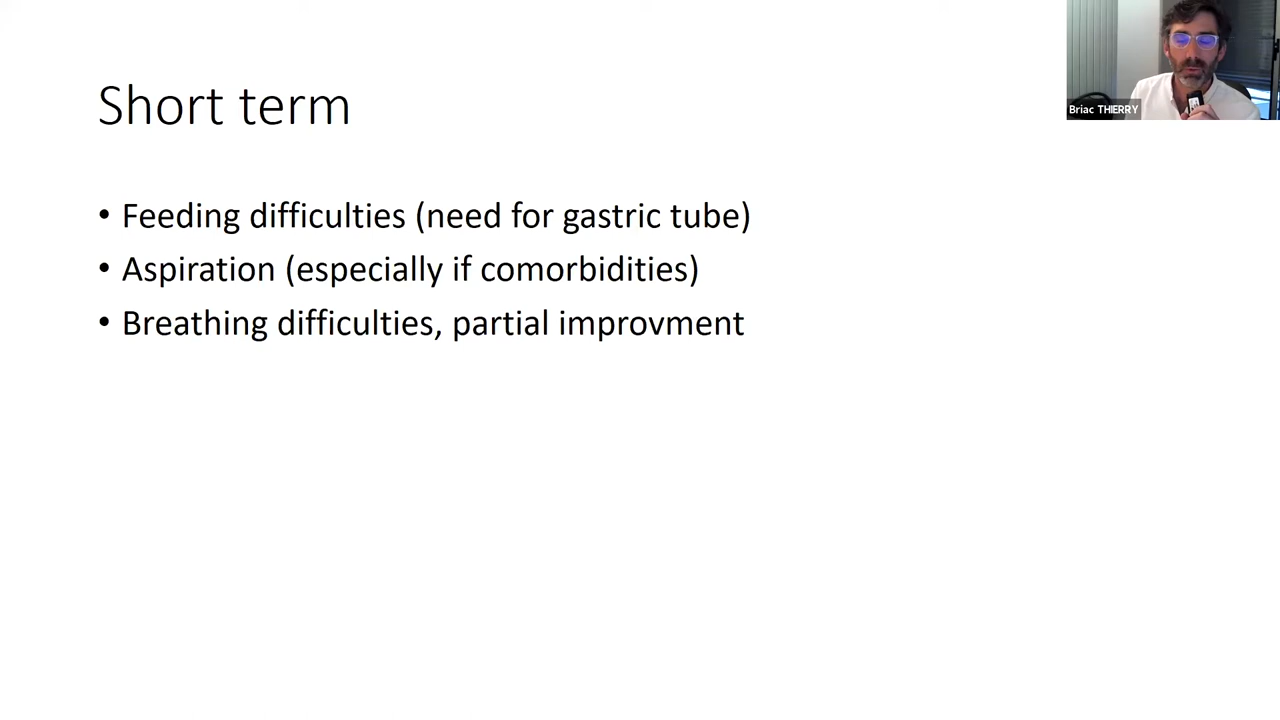 Short term
• Feeding difficulties (need for gastric tube)
• Aspiration (especially if comorbidities)
• Breathing difficulties, partial improvment
Briac THIERRY